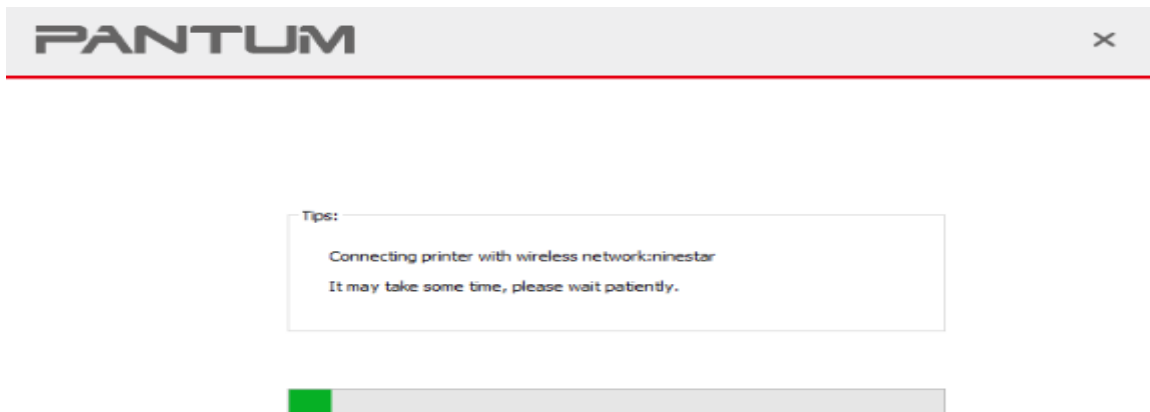 PANTUM
Tips:
Connecting printer with wireless network:ninestar
It may take some time, please wait patiently.